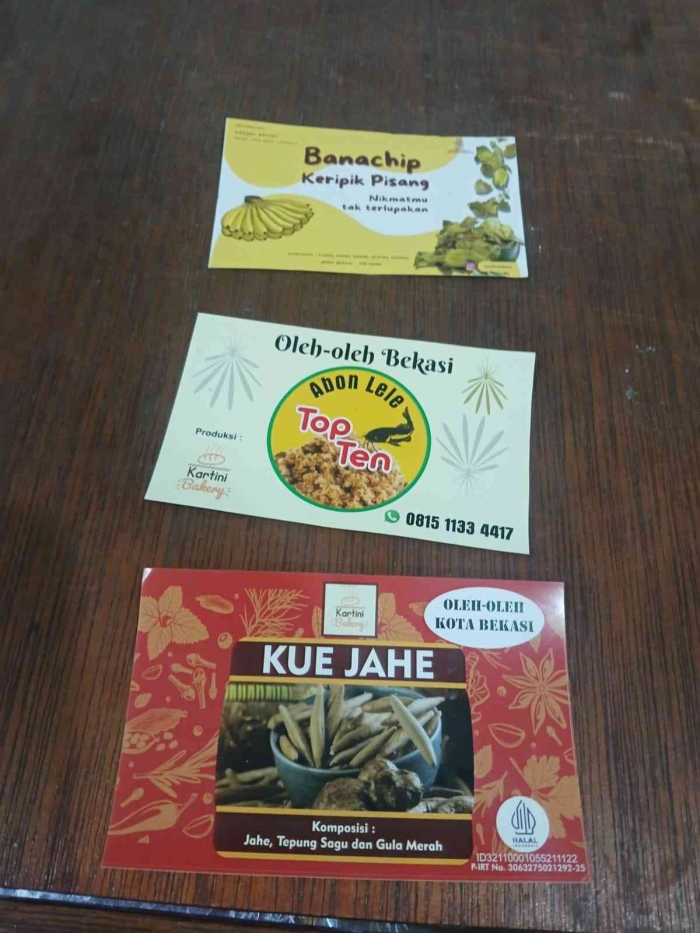 Banachip
Keripik Pisang
Nikmatmu
tak terlupakan
Oleh-oleh Bekasi
Abon Lele
Top
Ten
Produksi :
Kartini
Bakery
0815 1133 4417
Kartini
Bakery
OLEH-OLEH
KOTA BEKASI
KUE JAHE
Komposisi :
Jahe, Tepung Sagu dan Gula Merah
HALAL
INDONESIA
ID32110001055211122
P-IRT No. 3063275021292-25